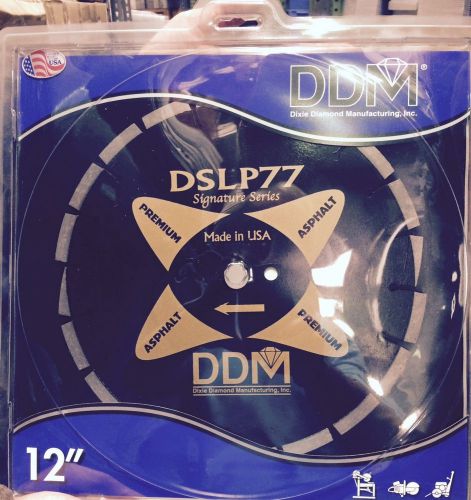 USA
DDM®
Dixie Diamond Manufacturing, Inc.
DSLP77
Signature Series
PREMIUM
ASPHALT
Made in USA
ASPHALT
PREMIUM
DDM
Dixie Diamond Manufacturing, Inc.
12"